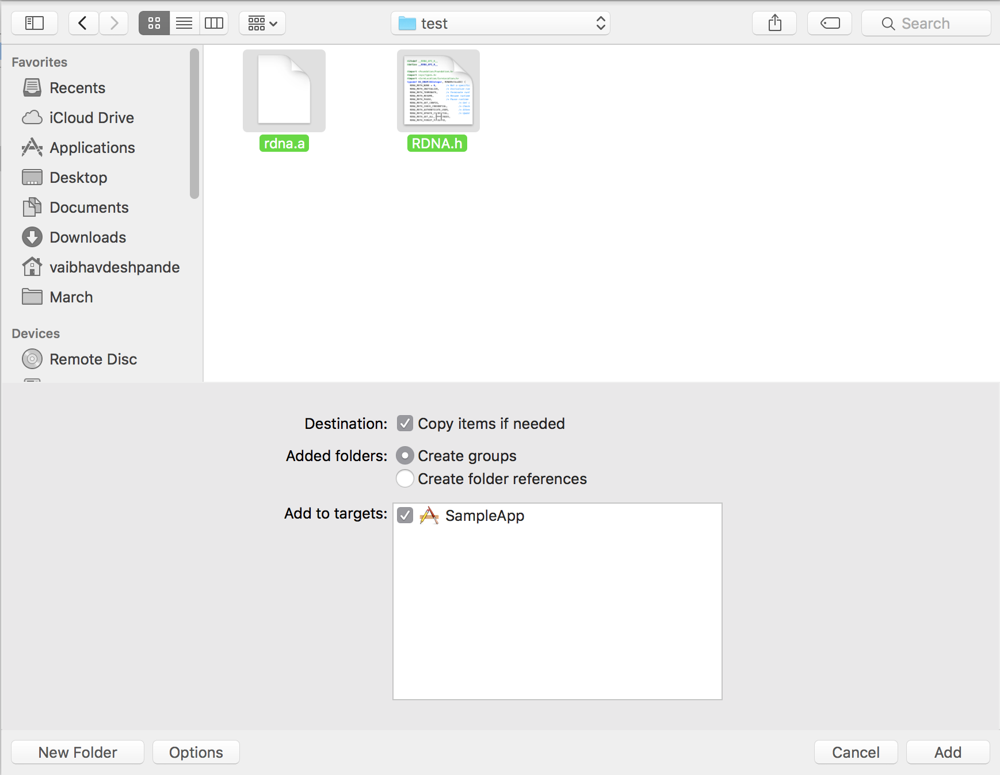 test
Search
Favorites
Recents
iCloud Drive
Applications
Desktop
Documents
Downloads
vaibhavdeshpande
March
Devices
Remote Disc
rdna.a
RDNA.h
Destination: Copy items if needed
Added folders: Create groups
Create folder references
Add to targets: SampleApp
New Folder Options Cancel Add